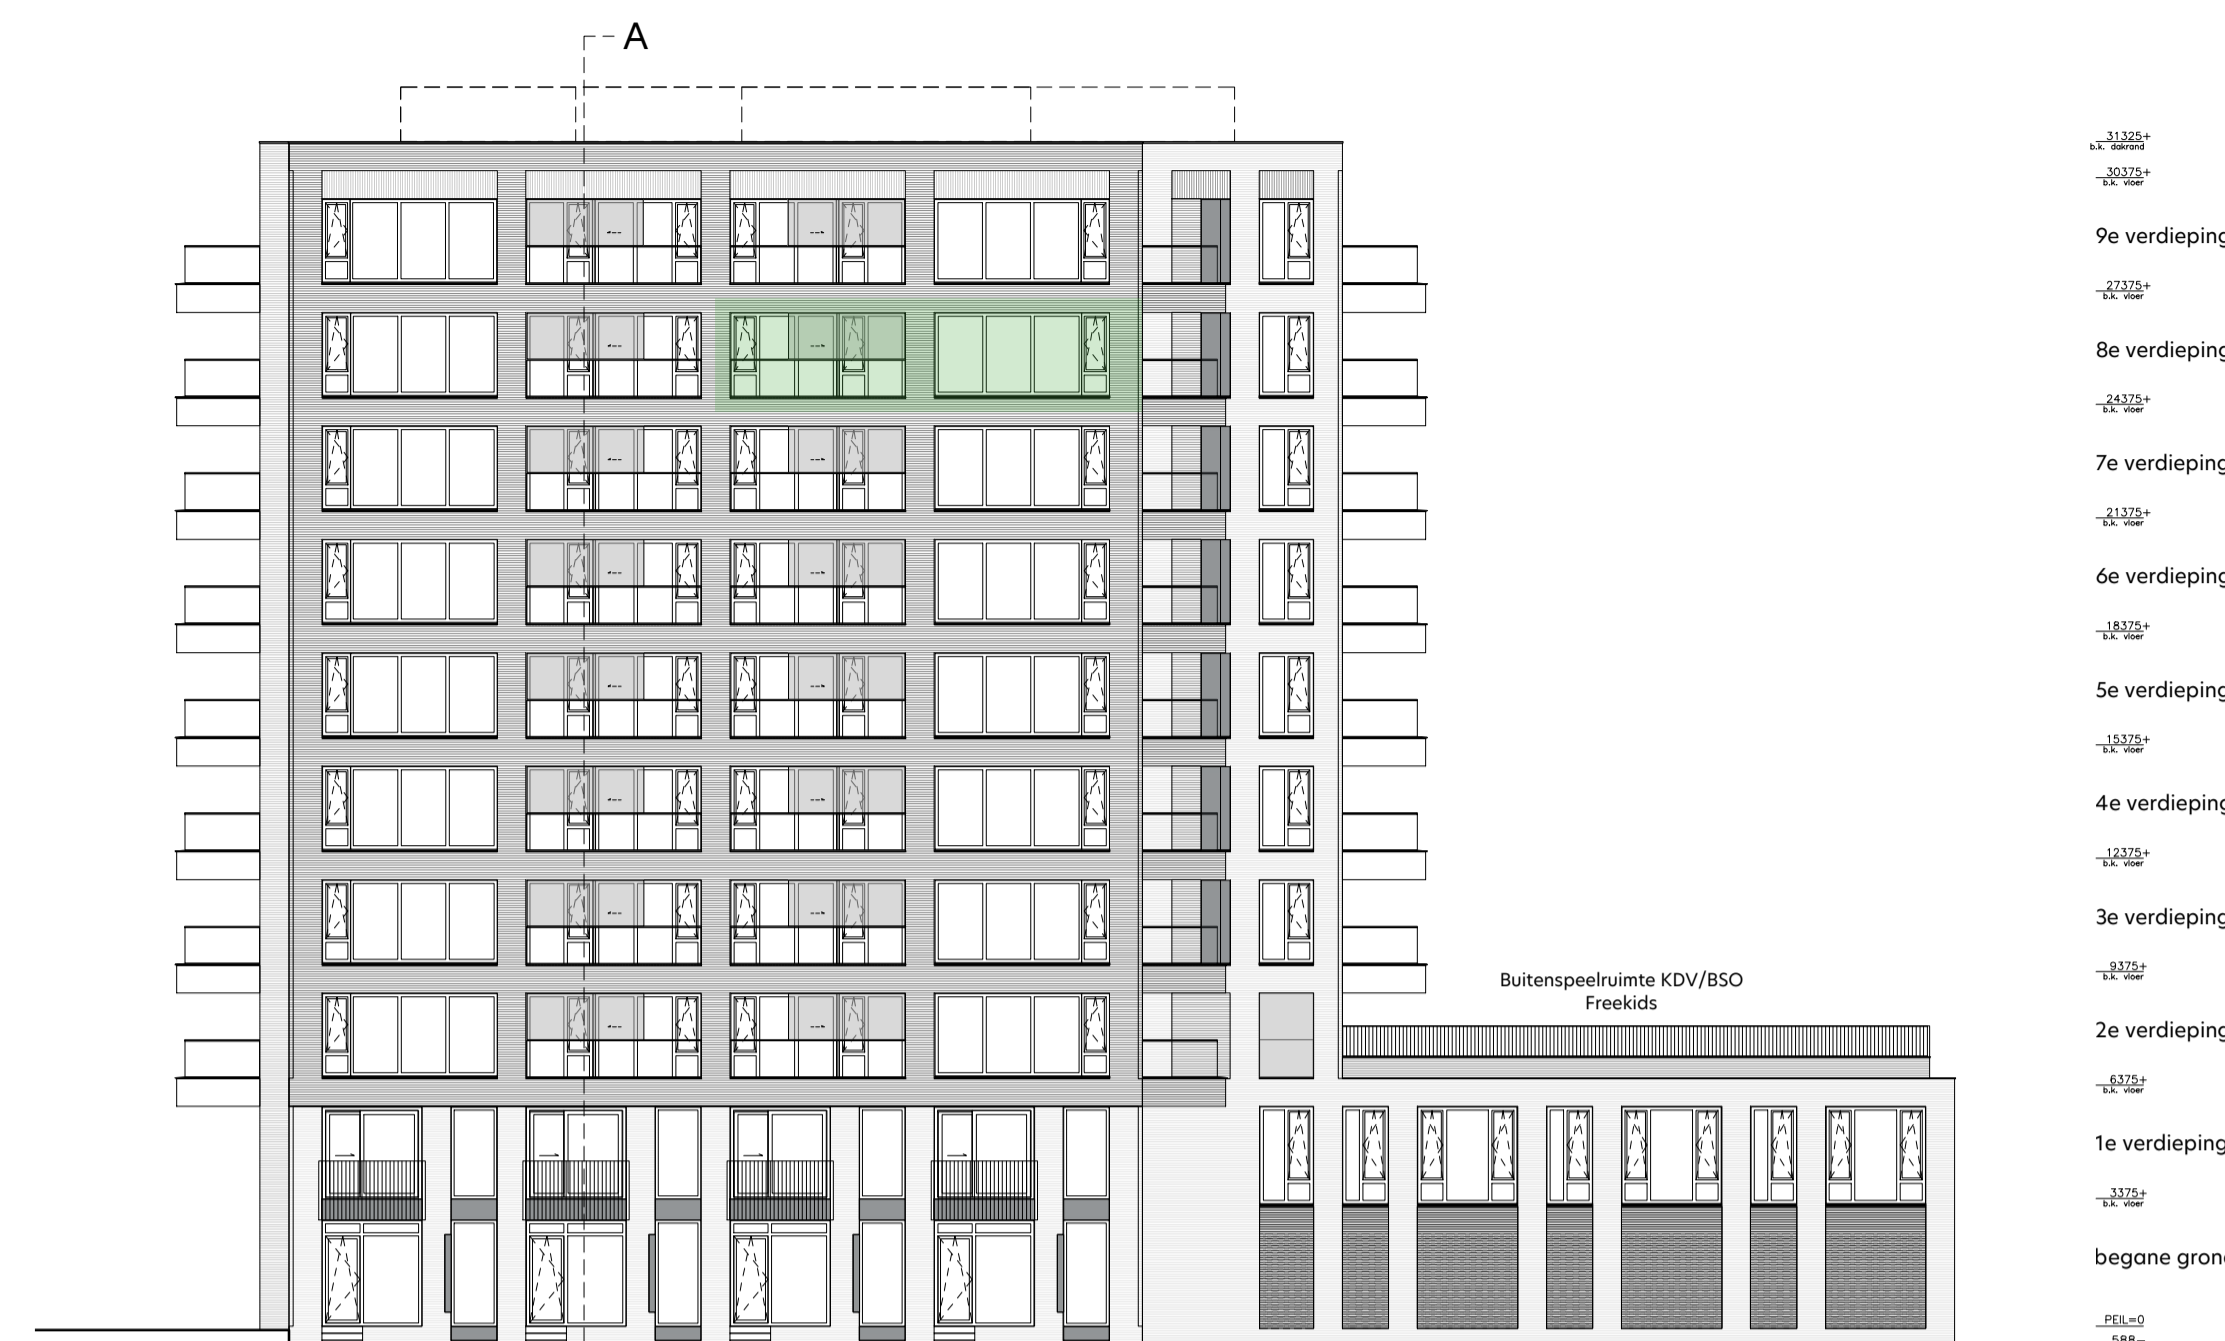 A
31325+
b.k. dakrand
30375+
b.k. vloer
9e verdieping
27375+
b.k. vloer
8e verdieping
24375+
b.k. vloer
7e verdieping
21375+
b.k. vloer
6e verdieping
18375+
b.k. vloer
5e verdieping
15375+
b.k. vloer
4e verdieping
12375+
b.k. vloer
3e verdieping
9375+
b.k. vloer
Buitenspeelruimte KDV/BSO
Freekids
2e verdieping
6375+
b.k. vloer
1e verdieping
3375+
b.k. vloer
begane gron
PEIL=0
588-